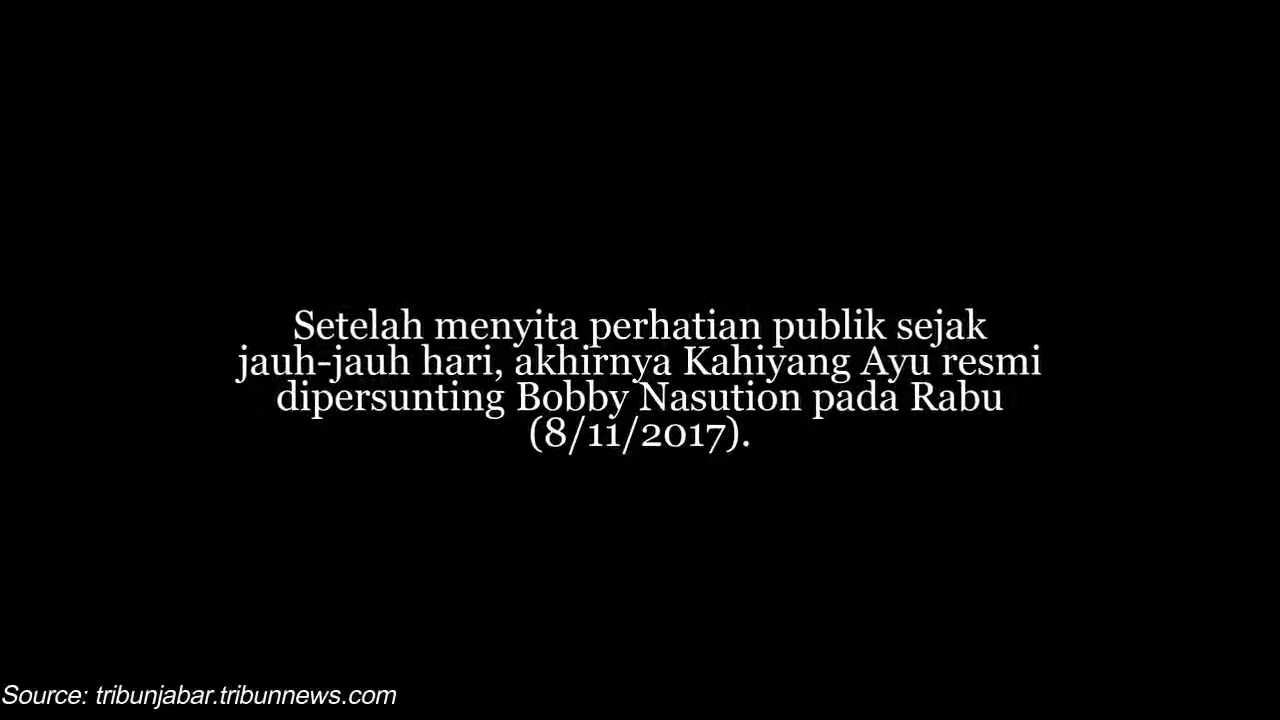 Setelah menyita perhatian publik sejak
jauh-jauh hari, akhirnya Kahiyang Ayu resmi
dipersunting Bobby Nasution pada Rabu
(8/11/2017).
Source: tribunjabar.tribunnews.com